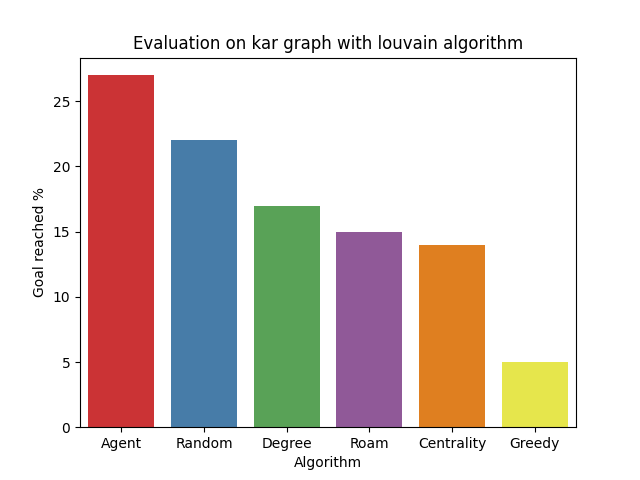 Evaluation on kar graph with louvain algorithm
Goal reached %
25
20
15
10
5
0
Agent Random Degree Roam Centrality Greedy
Algorithm